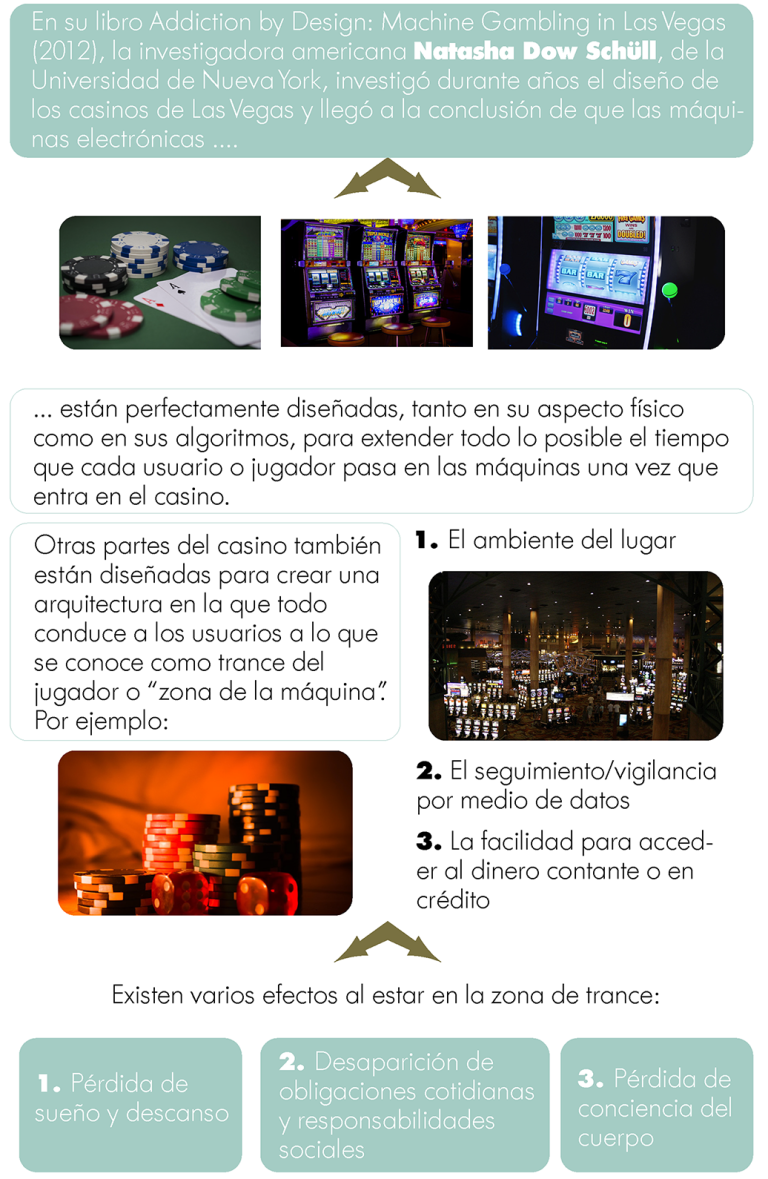 En su libro Addiction by Design: Machine Gambling in Las Vegas
(2012), la investigadora americana Natasha Dow Schüll, de la
Universidad de Nueva York, investigó durante años el diseño de
los casinos de Las Vegas y llegó a la conclusión de que las máqui-
nas electrónicas ....
DOUBLED!
BAR
BAR
7
WIN
0
... están perfectamente diseñadas, tanto en su aspecto físico
como en sus algoritmos, para extender todo lo posible el tiempo
que cada usuario o jugador pasa en las máquinas una vez que
entra en el casino.
Otras partes del casino también
están diseñadas para crear una
arquitectura en la que todo
conduce a los usuarios a lo que
se conoce como trance del
jugador o “zona de la máquina”.
Por ejemplo:
1. El ambiente del lugar
2. El seguimiento/vigilancia
por medio de datos
3. La facilidad para acced-
er al dinero contante o en
crédito
Existen varios efectos al estar en la zona de trance:
1. Pérdida de
sueño y descanso
2. Desaparición de
obligaciones cotidianas
y responsabilidades
sociales
3. Pérdida de
conciencia del
cuerpo